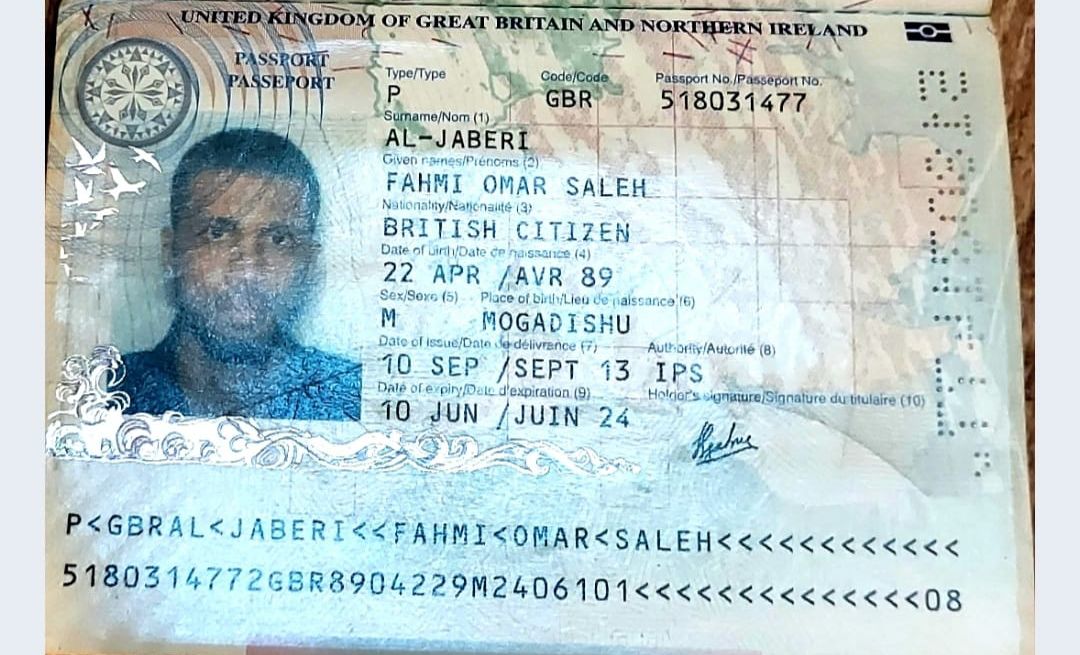 UNITED KINGDOM OF GREAT BRITAIN AND NORTHERN IRELAND
PASSPORT
PASSEPORT
Type/Type Code/Code Passport No./Passeport No.
P GBR 518031477
Surname/Nom (1)
AL-JABERI
Given names/Prénoms (2)
FAHMI OMAR SALEH
Nationality/Nationalité (3)
BRITISH CITIZEN
Date of birth/Date de naissance (4)
22 APR /AVR 89
Sex/Sexe (5) Place of birth/Lieu de naissance (6)
M MOGADISHU
Date of issue/Date de délivrance (7) Authority/Autorité (8)
10 SEP /SEPT 13 IPS
Date of expiry/Date d'expiration (9) Holder's signature/Signature du titulaire (10)
10 JUN /JUIN 24
P<GBRAL<JABERI<<FAHMI<OMAR<SALEH<<<<<<<<<<<<
5180314772GBR8904229M2406101<<<<<<<<<<<<<<08